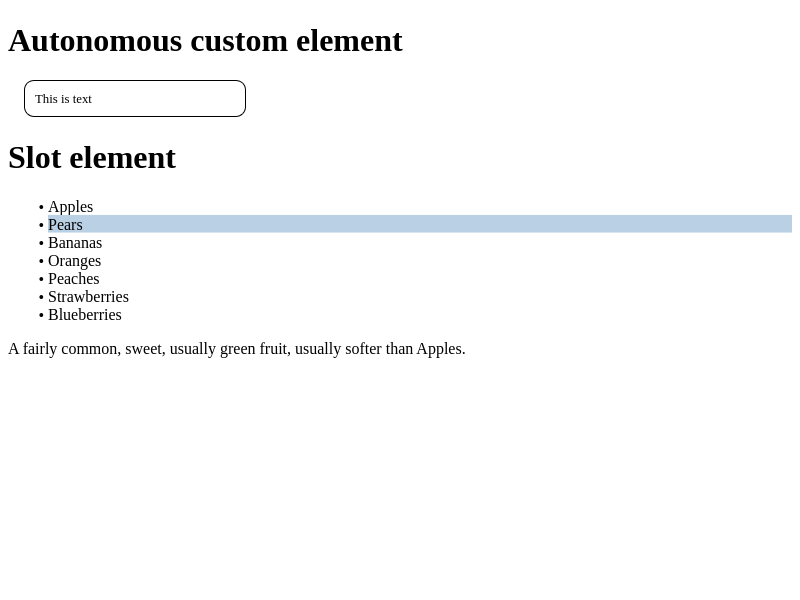 Autonomous custom element
This is text
Slot element
• Apples
• Pears
• Bananas
• Oranges
• Peaches
• Strawberries
• Blueberries
A fairly common, sweet, usually green fruit, usually softer than Apples.